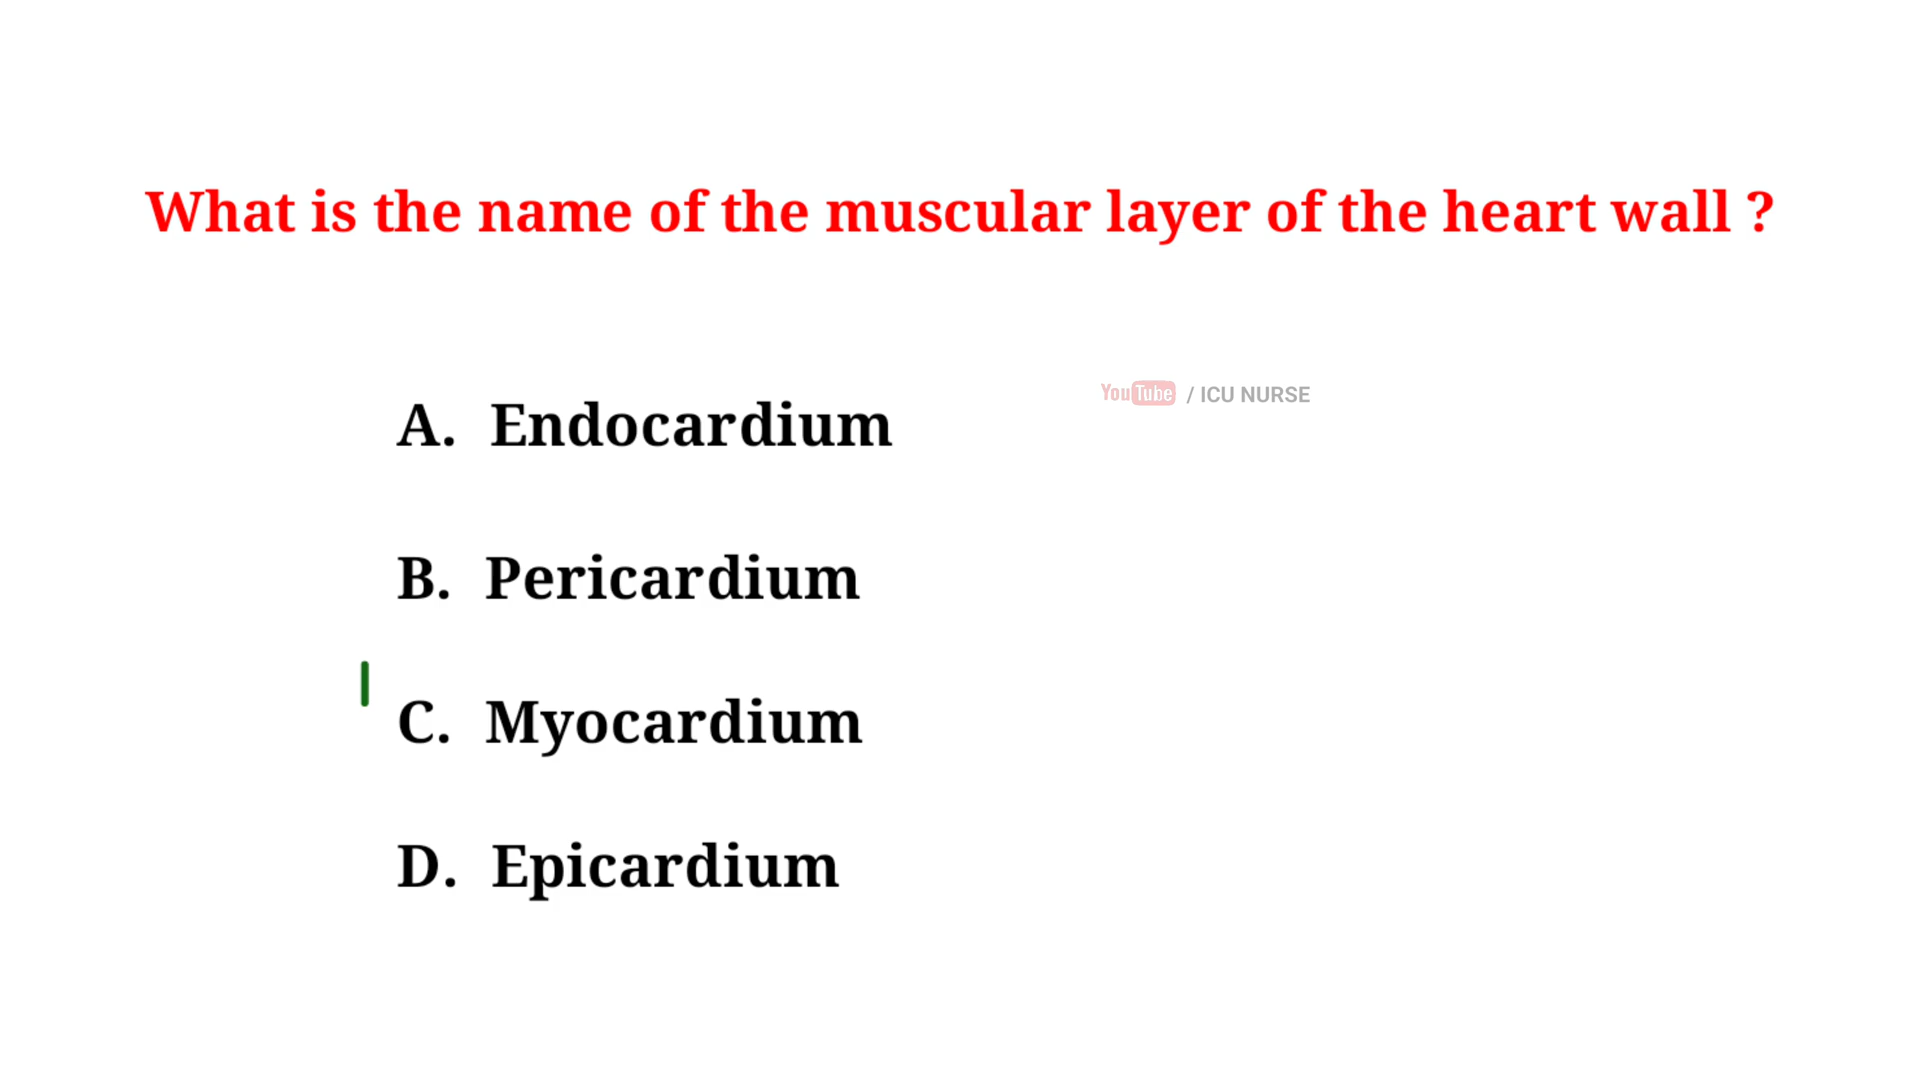 What is the name of the muscular layer of the heart wall ?
YouTube / ICU NURSE
A. Endocardium
B. Pericardium
C. Myocardium
D. Epicardium